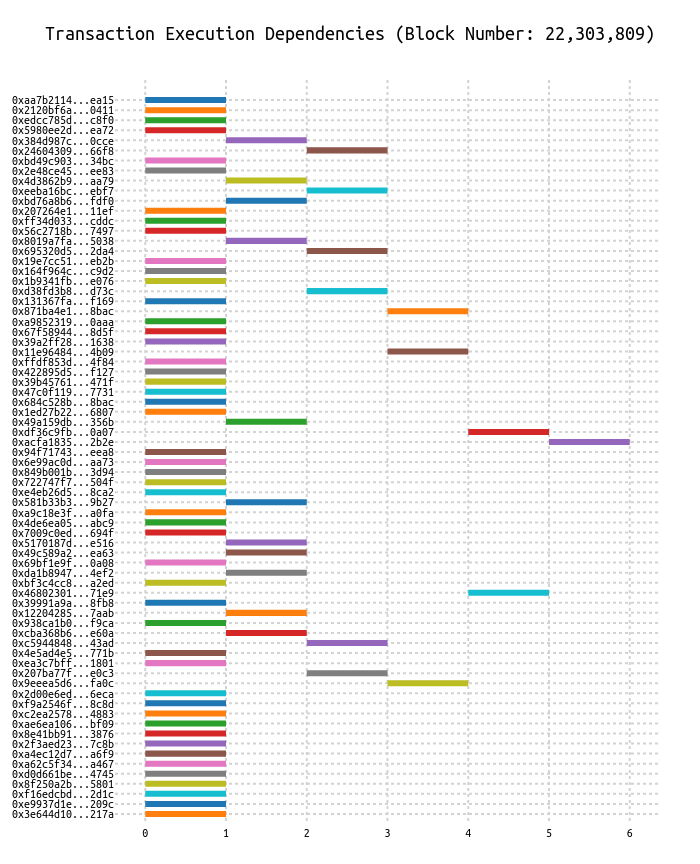 Transaction Execution Dependencies (Block Number: 22,303,809)
0xaa7b2114...ea15
0x2120bf6a...0411
0xedcc785d...c8f0
0x5980ee2d...ea72
0x384d987c...0cce
0x24604309...66f8
0xbd49c903...34bc
0x2e48ce45...ee83
0x4d3862b9...aa79
0xeeba16bc...ebf7
0xbd76a8b6...fdf0
0x207264e1...11ef
0xff34d033...cddc
0x56c2718b...7497
0x8019a7fa...5038
0x695320d5...2da4
0x19e7cc51...eb2b
0x164f964c...c9d2
0x1b9341fb...e076
0xd38fd3b8...d73c
0x131367fa...f169
0x871ba4e1...8bac
0xa9852319...0aaa
0x67f58944...8d5f
0x39a2ff28...1638
0x11e96484...4b09
0xffdf853d...4f84
0x422895d5...f127
0x39b45761...471f
0x47c0f119...7731
0x684c528b...8bac
0x1ed27b22...6807
0x49a159db...356b
0xdf36c9fb...0a07
0xacfa1835...2b2e
0x94f71743...eea8
0x6e99ac0d...aa73
0x849b001b...3d94
0x722747f7...504f
0xe4eb26d5...8ca2
0x581b33b3...9b27
0xa9c18e3f...a0fa
0x4de6ea05...abc9
0x7009c0ed...694f
0x5170187d...e516
0x49c589a2...ea63
0x69bf1e9f...0a08
0xda1b8947...4ef2
0xbf3c4cc8...a2ed
0x46802301...71e9
0x39991a9a...8fb8
0x12204285...7aab
0x938ca1b0...f9ca
0xcba368b6...e60a
0xc5944848...43ad
0x4e5ad4e5...771b
0xea3c7bff...1801
0x207ba77f...e0c3
0x9eeea5d6...fa0c
0x2d00e6ed...6eca
0xf9a2546f...8c8d
0xc2ea2578...4883
0xae6ea106...bf09
0x8e41bb91...3876
0x2f3aed23...7c8b
0xa4ec12d7...a6f9
0xa62c5f34...a467
0xd0d661be...4745
0x8f250a2b...5801
0xf16edcbd...2d1c
0xe9937d1e...209c
0x3e644d10...217a
0 1 2 3 4 5 6